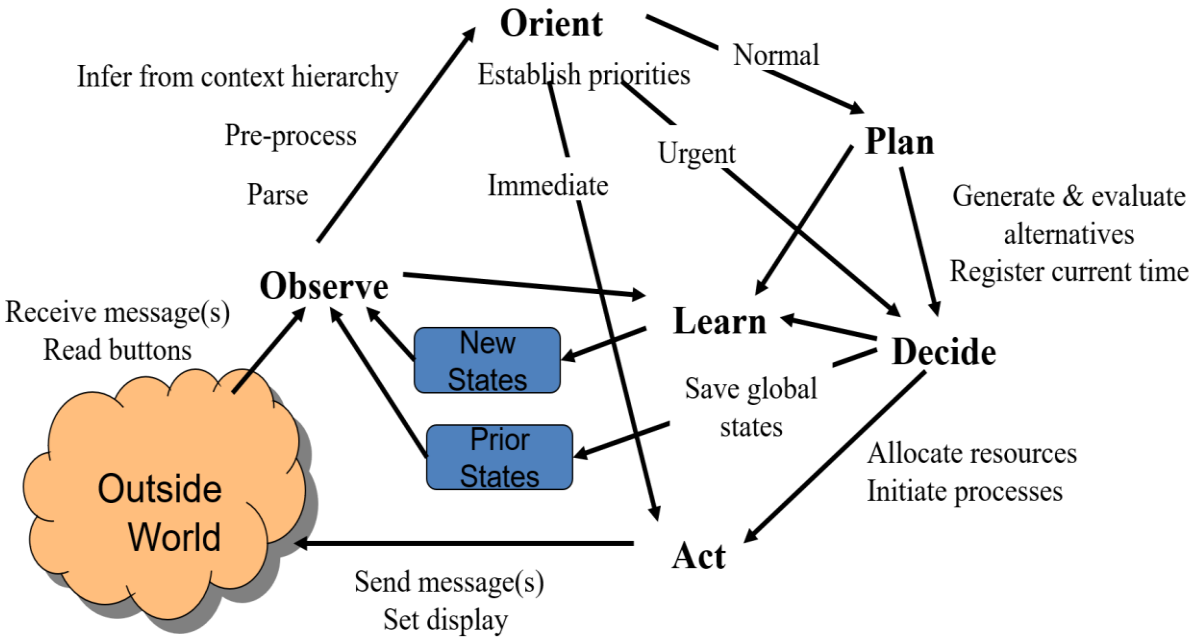 Orient
Establish priorities
Normal
Infer from context hierarchy
Pre-process
Parse
Urgent
Immediate
Plan
Generate & evaluate
alternatives
Register current time
Observe
Receive message(s)
Read buttons
Learn
Decide
New
States
Save global
states
Prior
States
Allocate resources
Initiate processes
Outside
World
Act
Send message(s)
Set display